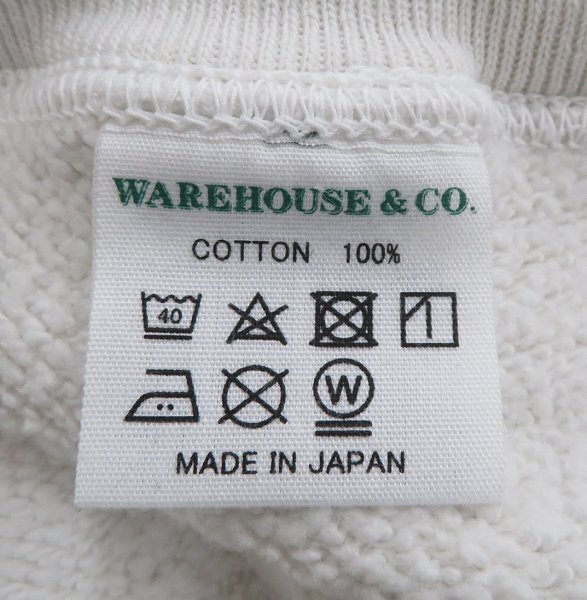 WAREHOUSE & CO.
COTTON 100%
40
W
MADE IN JAPAN